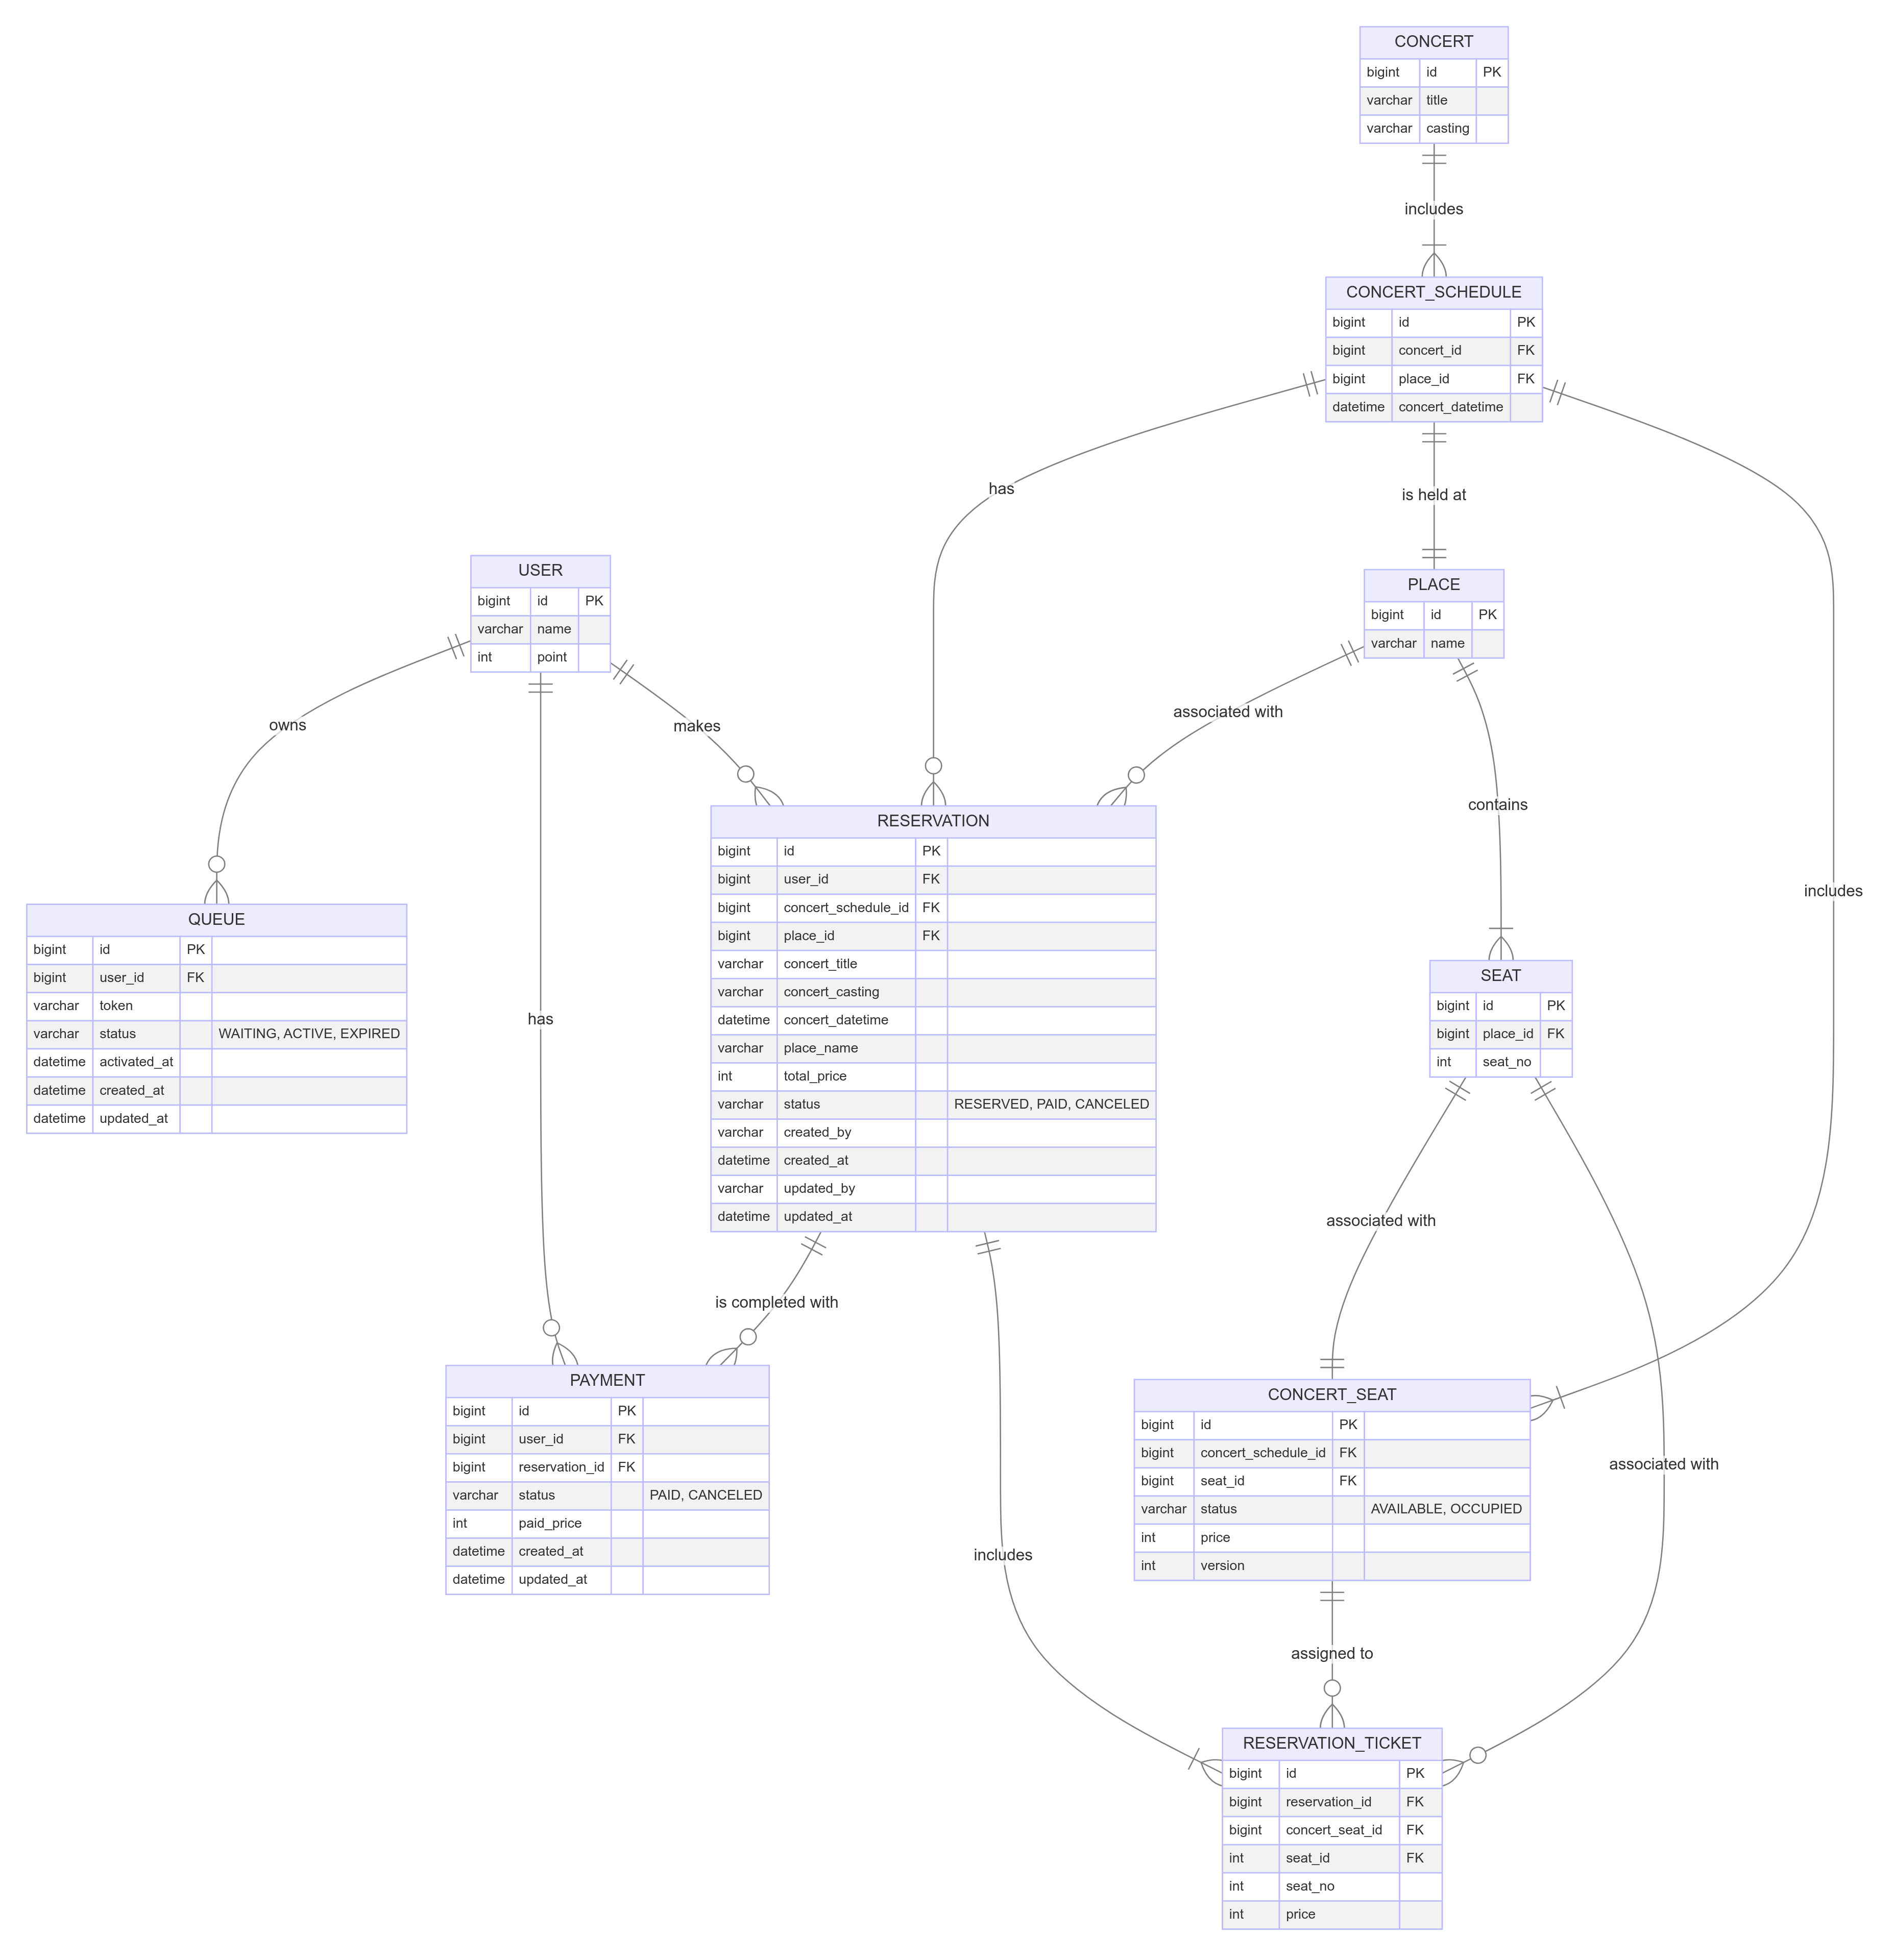 CONCERT
bigint id PK
varchar title
varchar casting
includes
CONCERT_SCHEDULE
bigint id PK
bigint concert_id FK
bigint place_id FK
datetime concert_datetime
has
is held at
includes
USER
bigint id PK
varchar name
int point
PLACE
bigint id PK
varchar name
owns
makes
associated with
contains
has
RESERVATION
bigint id PK
bigint user_id FK
bigint concert_schedule_id FK
bigint place_id FK
varchar concert_title
varchar concert_casting
datetime concert_datetime
varchar place_name
int total_price
varchar status RESERVED, PAID, CANCELED
varchar created_by
datetime created_at
varchar updated_by
datetime updated_at
QUEUE
bigint id PK
bigint user_id FK
varchar token
varchar status WAITING, ACTIVE, EXPIRED
datetime activated_at
datetime created_at
datetime updated_at
SEAT
bigint id PK
bigint place_id FK
int seat_no
associated with
is completed with
PAYMENT
bigint id PK
bigint user_id FK
bigint reservation_id FK
varchar status PAID, CANCELED
int paid_price
datetime created_at
datetime updated_at
CONCERT_SEAT
bigint id PK
bigint concert_schedule_id FK
bigint seat_id FK
varchar status AVAILABLE, OCCUPIED
int price
int version
associated with
includes
assigned to
RESERVATION_TICKET
bigint id PK
bigint reservation_id FK
bigint concert_seat_id FK
int seat_id FK
int seat_no
int price